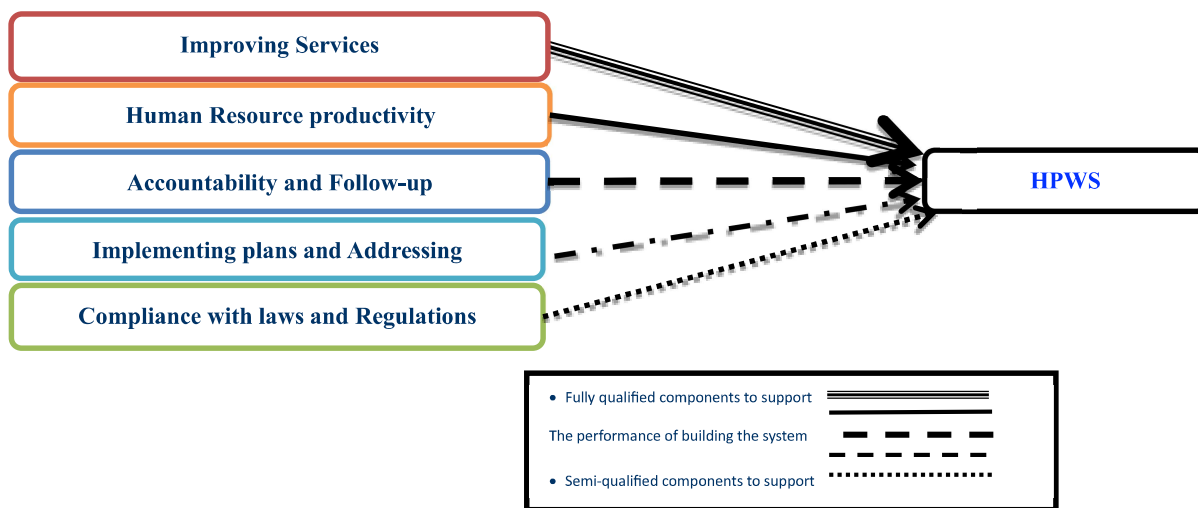 Improving Services
Human Resource productivity
Accountability and Follow-up
HPWS
Implementing plans and Addressing
Compliance with laws and Regulations
• Fully qualified components to support
The performance of building the system
• Semi-qualified components to support